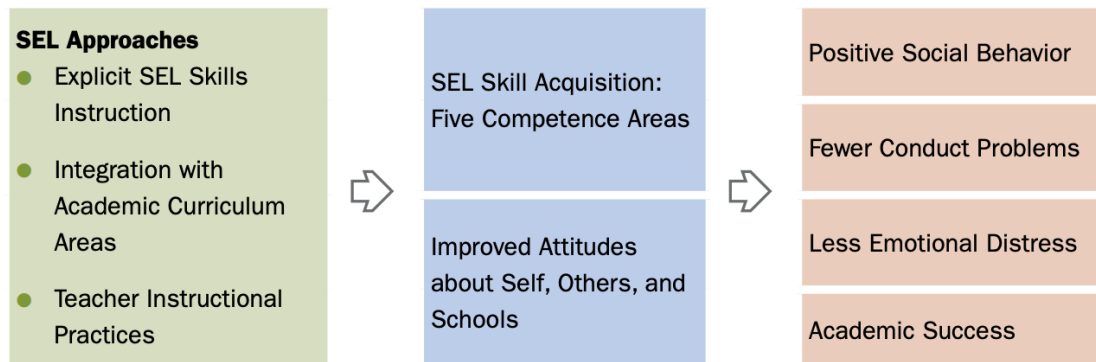 SEL Approaches
Explicit SEL Skills
Instruction
Integration with
Academic Curriculum
Areas
Teacher Instructional
Practices
SEL Skill Acquisition:
Five Competence Areas
Improved Attitudes
about Self, Others, and
Schools
Positive Social Behavior
Fewer Conduct Problems
Less Emotional Distress
Academic Success